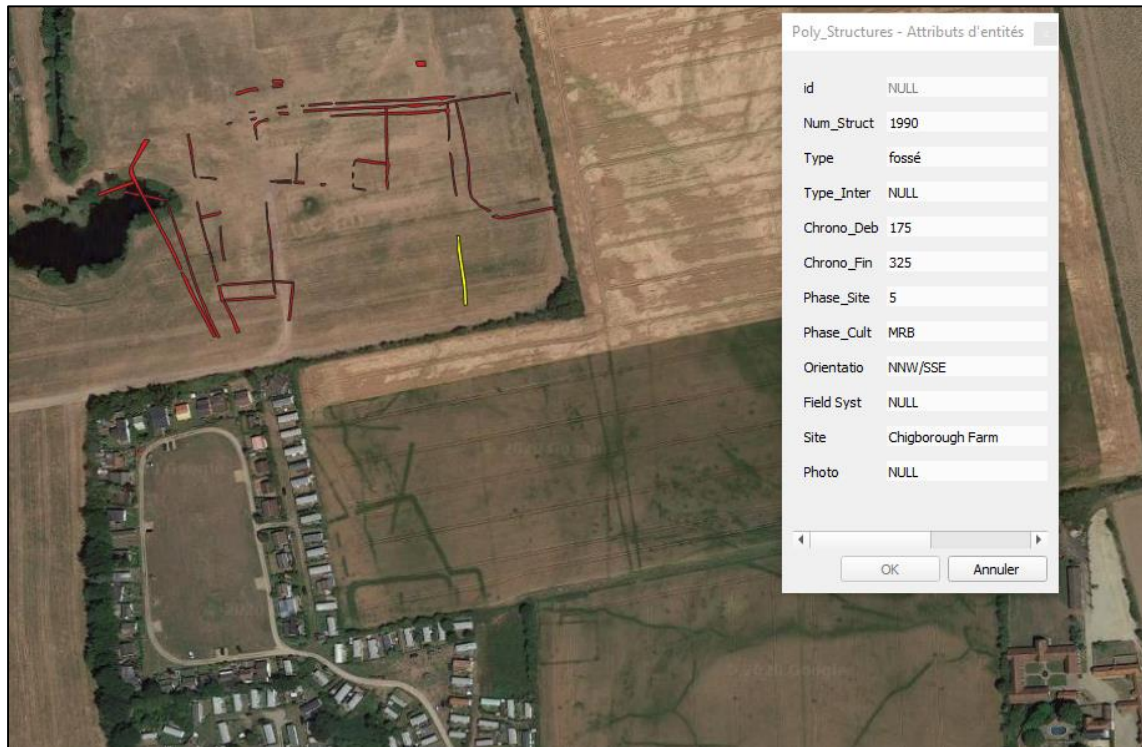 Poly_Structures - Attributs d'entités
id NULL
Num_Struct 1990
Type fossé
Type_Inter NULL
Chrono_Deb 175
Chrono_Fin 325
Phase_Site 5
Phase_Cult MRB
Orientatio NNW/SSE
Field Syst NULL
Site Chigborough Farm
Photo NULL
OK Annuler